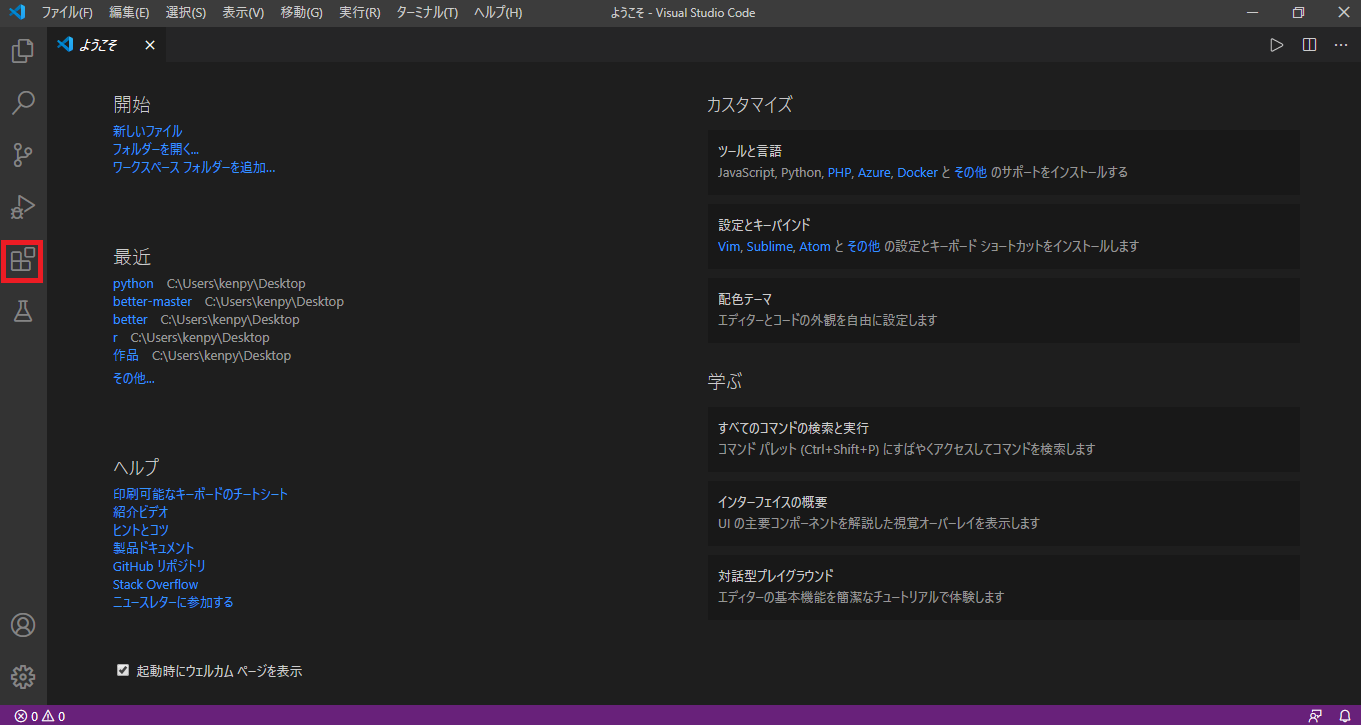 ファイル(F) 編集(E) 選択(S) 表示(V) 移動(G) 実行(R) ターミナル(T) ヘルプ(H) ようこそ - Visual Studio Code
ようこそ
開始
新しいファイル
フォルダーを開く...
ワークスペース フォルダーを追加...
最近
python C:\Users\kenpy\Desktop
better-master C:\Users\kenpy\Desktop
better C:\Users\kenpy\Desktop
r C:\Users\kenpy\Desktop
作品 C:\Users\kenpy\Desktop
その他...
ヘルプ
印刷可能なキーボードのチートシート
紹介ビデオ
ヒントとコツ
製品ドキュメント
GitHub リポジトリ
Stack Overflow
ニュースレターに参加する
起動時にウェルカム ページを表示
カスタマイズ
ツールと言語
JavaScript, Python, PHP, Azure, Docker と その他 のサポートをインストールする
設定とキーバインド
Vim, Sublime, Atom と その他 の設定とキーボード ショートカットをインストールします
配色テーマ
エディターとコードの外観を自由に設定します
学ぶ
すべてのコマンドの検索と実行
コマンド パレット (Ctrl+Shift+P) にすばやくアクセスしてコマンドを検索します
インターフェイスの概要
UI の主要コンポーネントを解説した視覚オーバーレイを表示します
対話型プレイグラウンド
エディターの基本機能を簡潔なチュートリアルで体験します
0 0